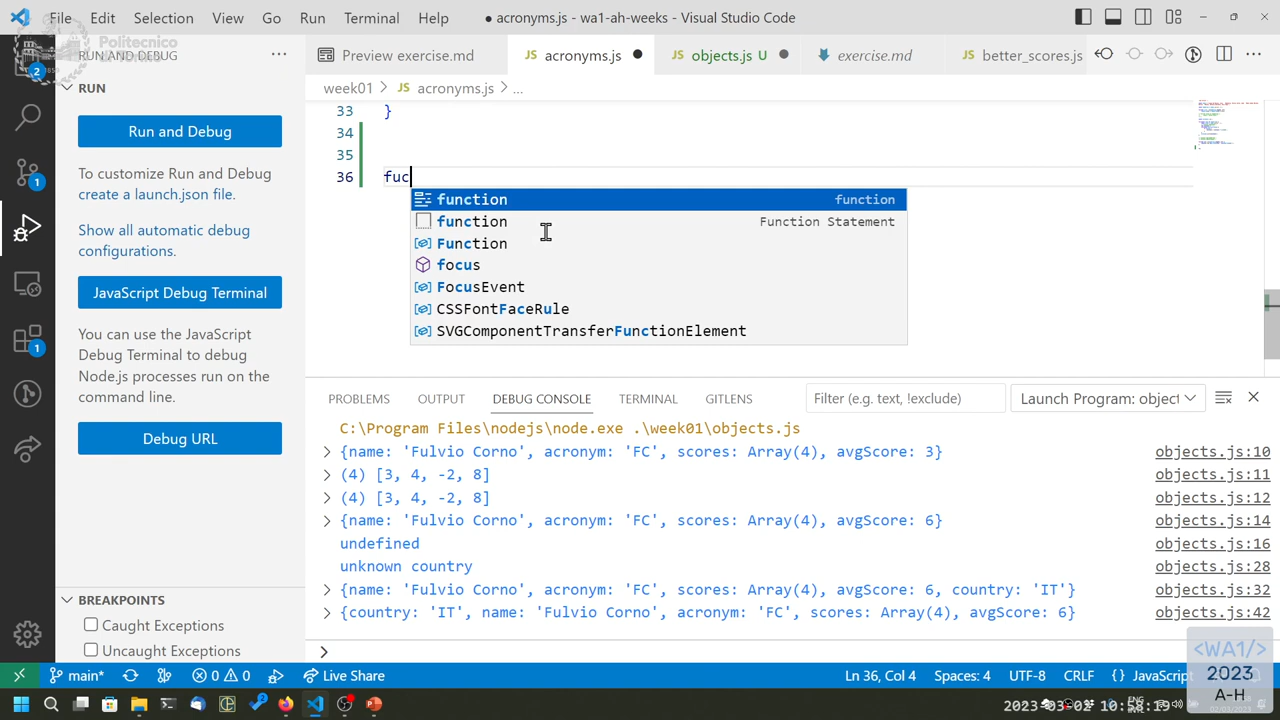 File Edit Selection View Go Run Terminal Help
● acronyms.js - wa1-ah-weeks - Visual Studio Code
Politecnico
RUN AND DEBUG
RUN
Run and Debug
To customize Run and Debug
create a launch.json file.
Show all automatic debug
configurations.
JavaScript Debug Terminal
You can use the JavaScript
Debug Terminal to debug
Node.js processes run on the
command line.
Debug URL
BREAKPOINTS
Caught Exceptions
Uncaught Exceptions
2
1
1
Preview exercise.md
JS acronyms.js ●
JS objects.js U ●
exercise.md
JS better_scores.js
week01 > JS acronyms.js > ...
33 }
34
35
36 fuc
function function
function Function Statement
Function
focus
FocusEvent
CSSFontFaceRule
SVGComponentTransferFunctionElement
PROBLEMS OUTPUT DEBUG CONSOLE TERMINAL GITLENS
Filter (e.g. text, !exclude)
Launch Program: object
C:\Program Files\nodejs\node.exe .\week01\objects.js
> {name: 'Fulvio Corno', acronym: 'FC', scores: Array(4), avgScore: 3} objects.js:10
> (4) [3, 4, -2, 8] objects.js:11
> (4) [3, 4, -2, 8] objects.js:12
> {name: 'Fulvio Corno', acronym: 'FC', scores: Array(4), avgScore: 6} objects.js:14
undefined objects.js:16
unknown country objects.js:28
> {name: 'Fulvio Corno', acronym: 'FC', scores: Array(4), avgScore: 6, country: 'IT'} objects.js:32
> {country: 'IT', name: 'Fulvio Corno', acronym: 'FC', scores: Array(4), avgScore: 6} objects.js:42
>
<WA1/>
2023
A-H
main* 0 0 Live Share
Ln 36, Col 4 Spaces: 4 UTF-8 CRLF {} JavaScript
ENG